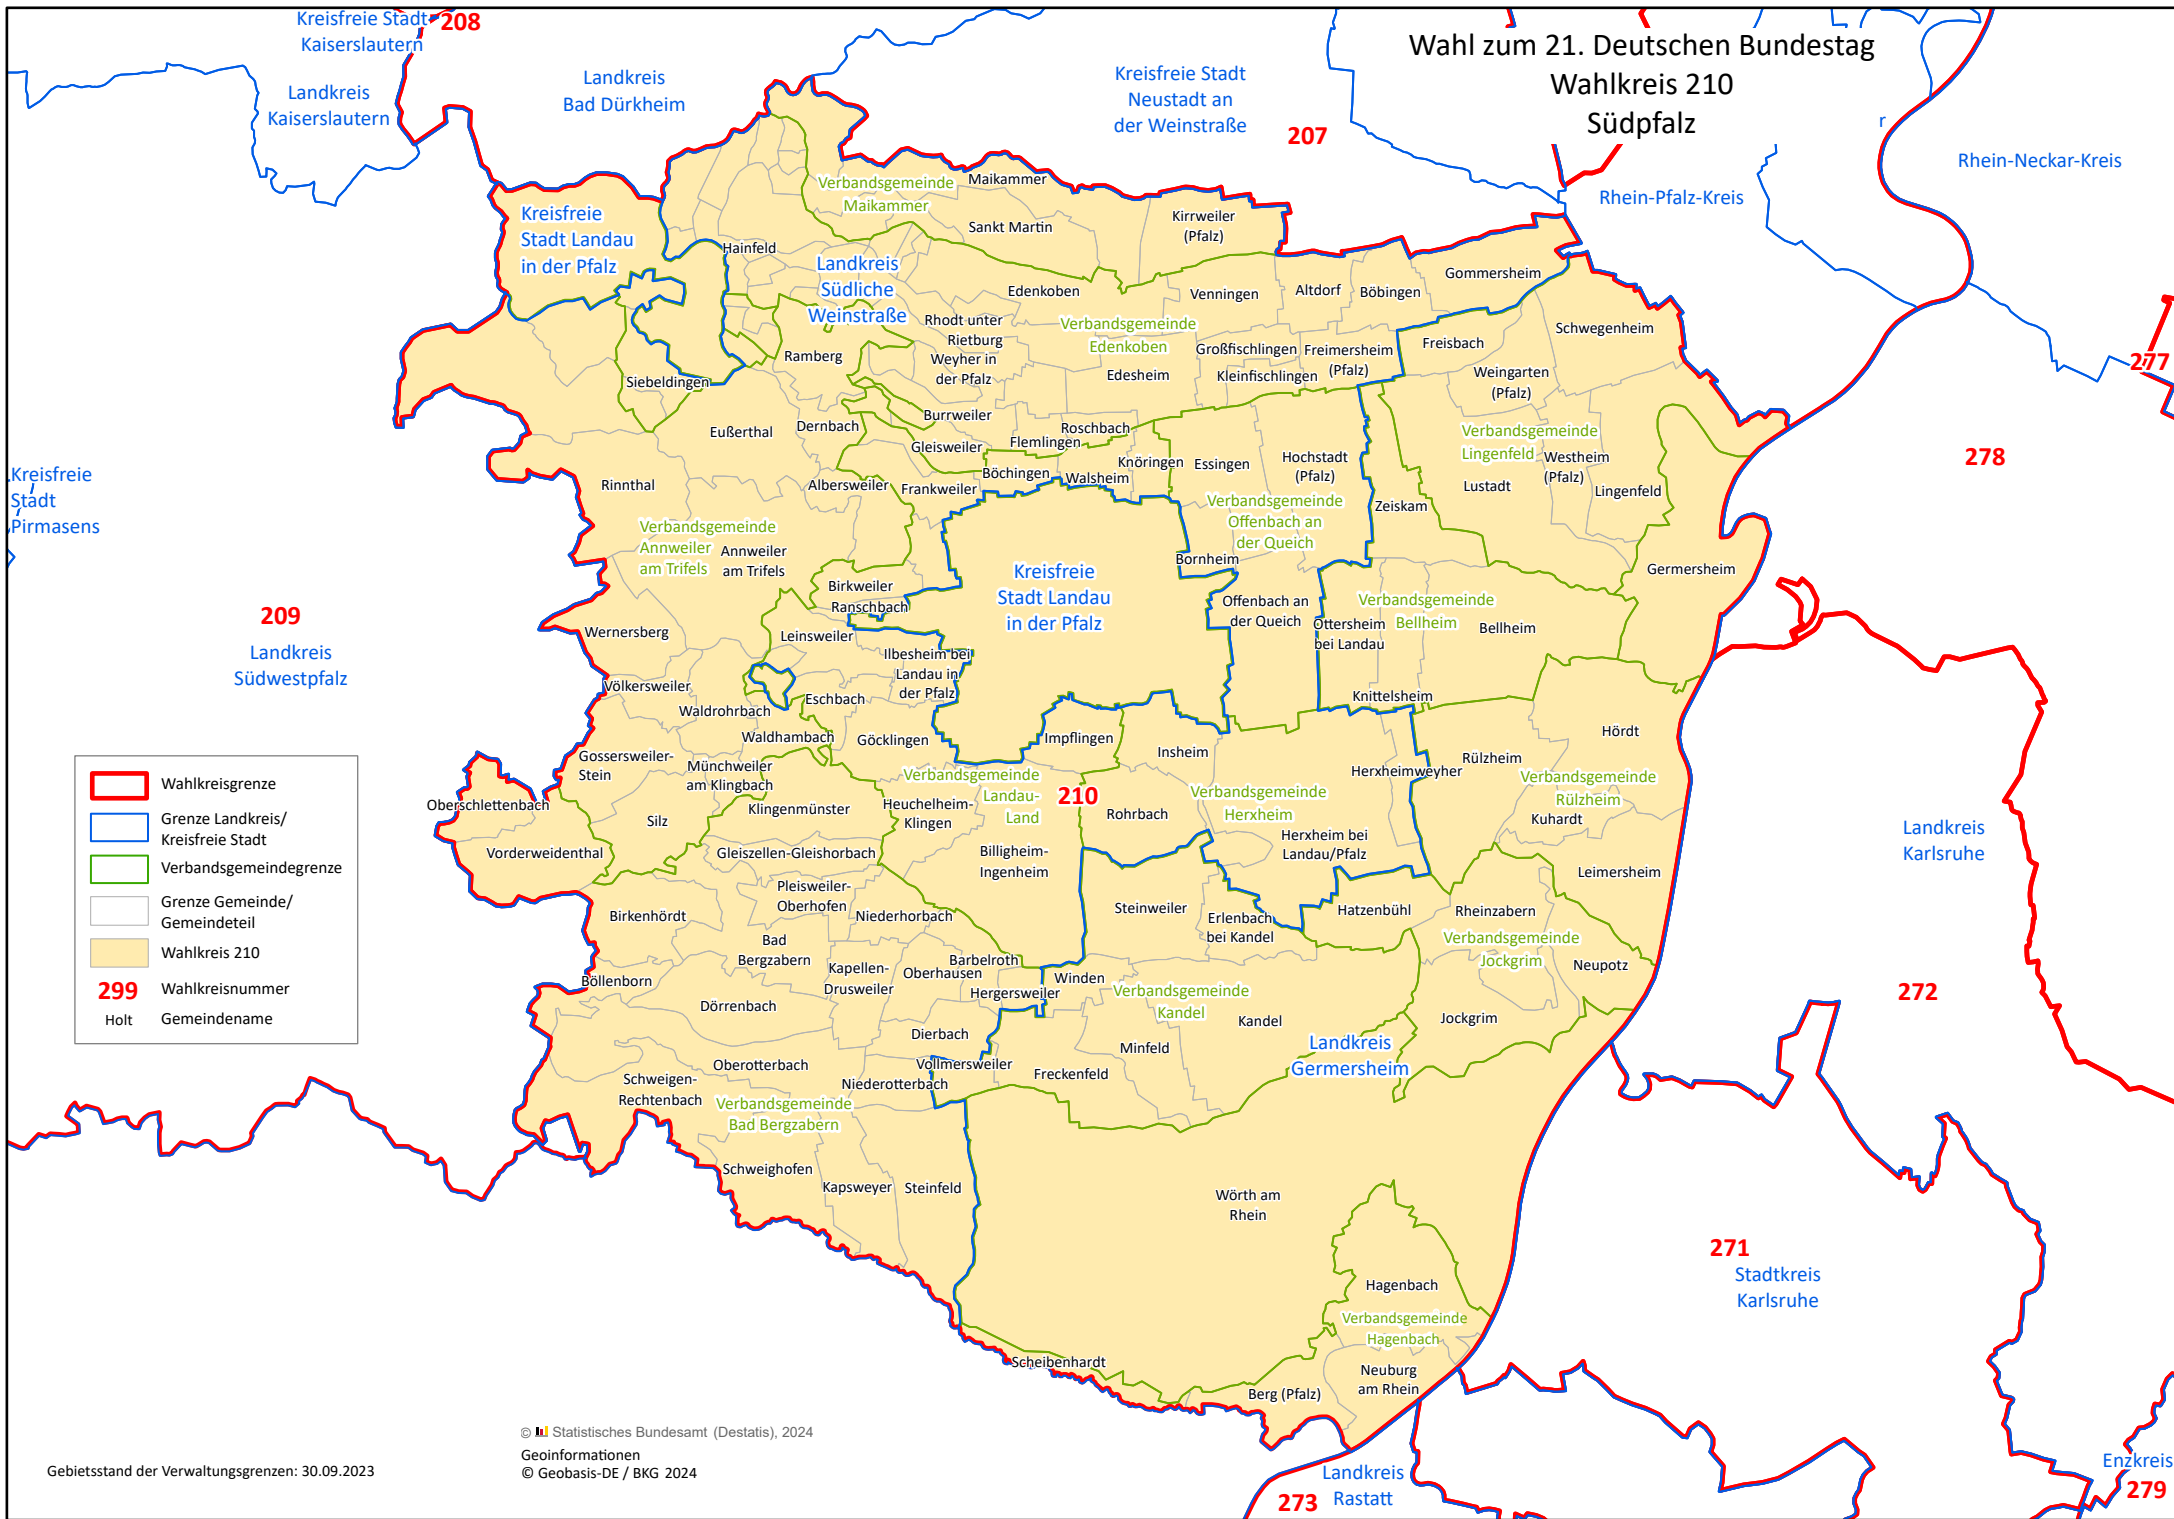 Wahl zum 21. Deutschen Bundestag
Wahlkreis 210
Südpfalz
Kreisfreie Stadt
Kaiserslautern
208
Landkreis
Kaiserslautern
Landkreis
Bad Dürkheim
Kreisfreie Stadt
Neustadt an
der Weinstraße
207
r
Rhein-Neckar-Kreis
Rhein-Pfalz-Kreis
277
278
Kreisfreie
Stadt
Pirmasens
209
Landkreis
Südwestpfalz
Kreisfreie
Stadt Landau
in der Pfalz
Verbandsgemeinde
Maikammer
Maikammer
Sankt Martin
Kirrweiler
(Pfalz)
Hainfeld
Landkreis
Südliche
Weinstraße
Edenkoben
Venningen
Altdorf
Böbingen
Gommersheim
Rhodt unter
Rietburg
Weyher in
der Pfalz
Verbandsgemeinde
Edenkoben
Großfischlingen
Freimersheim
(Pfalz)
Kleinfischlingen
Edesheim
Freisbach
Schwegenheim
Weingarten
(Pfalz)
Ramberg
Siebeldingen
Burrweiler
Eußerthal
Dernbach
Gleisweiler
Flemlingen
Roschbach
Böchingen
Walsheim
Knöringen
Essingen
Hochstadt
(Pfalz)
Verbandsgemeinde
Lingenfeld
Westheim
(Pfalz)
Lustadt
Lingenfeld
Zeiskam
Rinnthal
Albersweiler
Frankweiler
Verbandsgemeinde
Offenbach an
der Queich
Verbandsgemeinde
Annweiler
am Trifels
Annweiler
am Trifels
Bornheim
Germersheim
Birkweiler
Ranschbach
Kreisfreie
Stadt Landau
in der Pfalz
Offenbach an
der Queich
Verbandsgemeinde
Bellheim
Ottersheim
bei Landau
Bellheim
Wernersberg
Leinsweiler
Ilbesheim bei
Landau in
der Pfalz
Völkersweiler
Eschbach
Knittelsheim
Waldrohrbach
Waldhambach
Göcklingen
Impflingen
Insheim
Hördt
Rülzheim
Herxheimweyher
Gossersweiler-
Stein
Münchweiler
am Klingbach
Verbandsgemeinde
Landau-
Land
210
Verbandsgemeinde
Herxheim
Verbandsgemeinde
Rülzheim
Kuhardt
Oberschlettenbach
Silz
Klingenmünster
Heuchelheim-
Klingen
Rohrbach
Herxheim bei
Landau/Pfalz
Vorderweidenthal
Gleiszellen-Gleishorbach
Billigheim-
Ingenheim
Leimersheim
Pleisweiler-
Oberhofen
Niederhorbach
Birkenhördt
Steinweiler
Erlenbach
bei Kandel
Hatzenbühl
Rheinzabern
Verbandsgemeinde
Jockgrim
Neupotz
Bad
Bergzabern
Barbelroth
Kapellen-
Drusweiler
Oberhausen
Hergersweiler
Winden
Verbandsgemeinde
Kandel
Kandel
Jockgrim
Böllenborn
Dörrenbach
Dierbach
Minfeld
Landkreis
Germersheim
Oberotterbach
Vollmersweiler
Niederotterbach
Freckenfeld
Schweigen-
Rechtenbach
Verbandsgemeinde
Bad Bergzabern
Schweighofen
Kapsweyer
Steinfeld
Wörth am
Rhein
Hagenbach
Verbandsgemeinde
Hagenbach
Scheibenhardt
Berg (Pfalz)
Neuburg
am Rhein
Landkreis
Karlsruhe
272
271
Stadtkreis
Karlsruhe
Landkreis
Rastatt
273
Enzkreis
279
Wahlkreisgrenze
Grenze Landkreis/
Kreisfreie Stadt
Verbandsgemeindegrenze
Grenze Gemeinde/
Gemeindeteil
Wahlkreis 210
299 Wahlkreisnummer
Holt Gemeindename
© Statistisches Bundesamt (Destatis), 2024
Geoinformationen
© Geobasis-DE / BKG 2024
Gebietsstand der Verwaltungsgrenzen: 30.09.2023